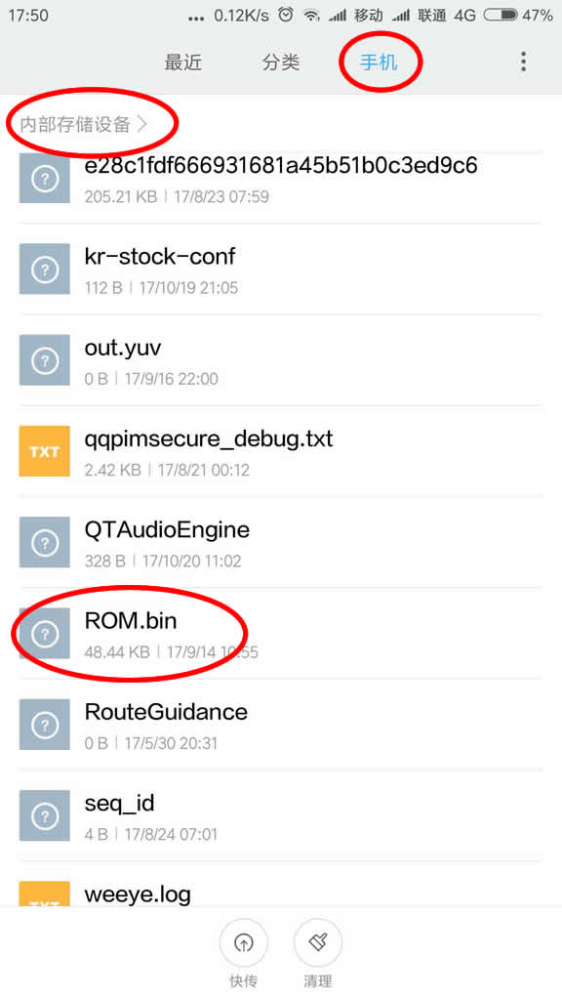 17:50 ... 0.12K/s 移动 联通 4G 47%
最近 分类 手机
内部存储设备
e28c1fdf666931681a45b51b0c3ed9c6
205.21 KB | 17/8/23 07:59
kr-stock-conf
112 B | 17/10/19 21:05
out.yuv
0 B | 17/9/16 22:00
TXT
qqpimsecure_debug.txt
2.42 KB | 17/8/21 00:12
QTAudioEngine
328 B | 17/10/20 11:02
ROM.bin
48.44 KB | 17/9/14 10:55
RouteGuidance
0 B | 17/5/30 20:31
seq_id
4 B | 17/8/24 07:01
TXT
weeye.log
快传 清理